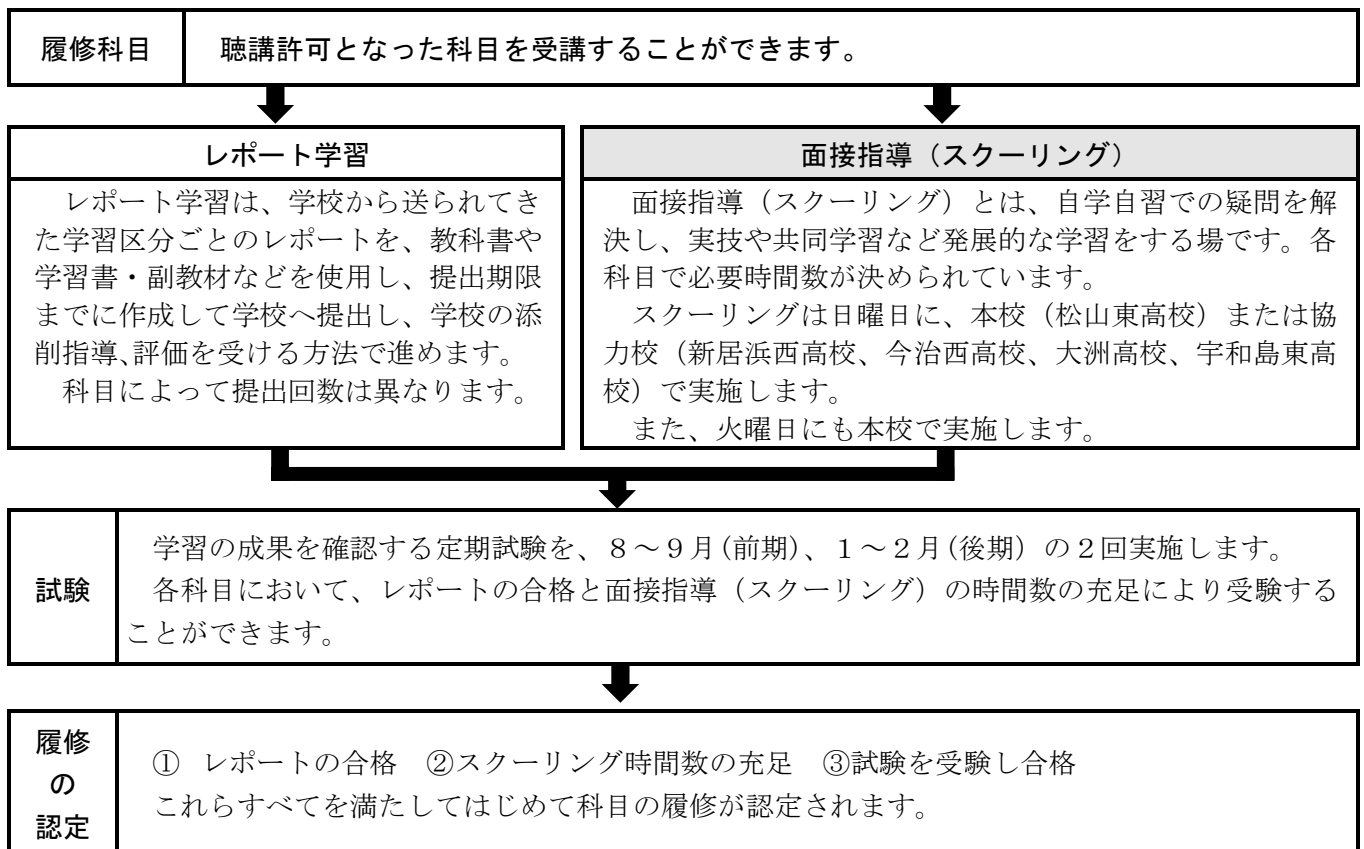 履修科目
聴講許可となった科目を受講することができます。
レポート学習
レポート学習は、学校から送られてき
た学習区分ごとのレポートを、教科書や
学習書・副教材などを使用し、提出期限
までに作成して学校へ提出し、学校の添
削指導、評価を受ける方法で進めます。
科目によって提出回数は異なります。
面接指導（スクーリング）
面接指導（スクーリング）とは、自学自習での疑問を解
決し、実技や共同学習など発展的な学習をする場です。各
科目で必要時間数が決められています。
スクーリングは日曜日に、本校（松山東高校）または協
力校（新居浜西高校、今治西高校、大洲高校、宇和島東高
校）で実施します。
また、火曜日にも本校で実施します。
試験
学習の成果を確認する定期試験を、８～９月(前期)、１～２月(後期) の２回実施します。
各科目において、レポートの合格と面接指導（スクーリング）の時間数の充足により受験する
ことができます。
履修
の
認定
① レポートの合格　②スクーリング時間数の充足　③試験を受験し合格
これらすべてを満たしてはじめて科目の履修が認定されます。